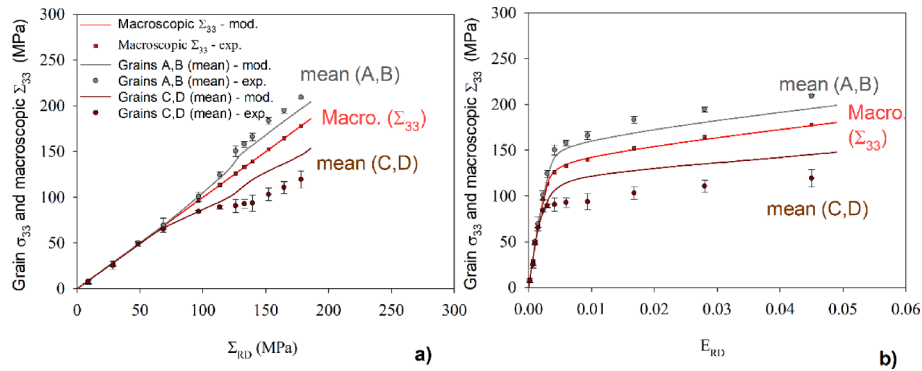 Grain σ33 and macroscopic Σ33 (MPa)
300
250
200
150
100
50
0
Macroscopic Σ33 - mod.
Macroscopic Σ33 - exp.
Grains A,B (mean) - mod.
Grains A,B (mean) - exp.
Grains C,D (mean) - mod.
Grains C,D (mean) - exp.
mean (A,B)
Macro. (Σ33)
mean (C,D)
0 50 100 150 200 250 300
ΣRD (MPa)
a)
Grain σ33 and macroscopic Σ33 (MPa)
300
250
200
150
100
50
0
mean (A,B)
Macro.
(Σ33)
mean (C,D)
0.00 0.01 0.02 0.03 0.04 0.05 0.06
ERD
b)